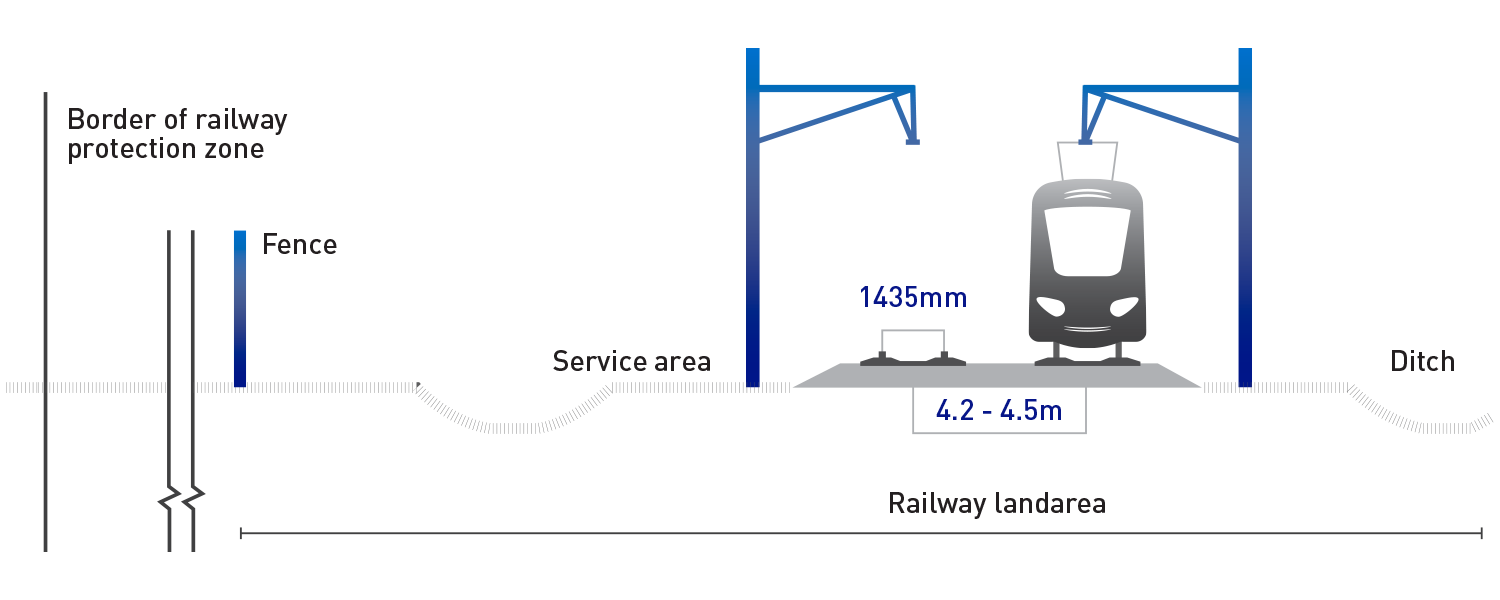 Border of railway
protection zone
Fence
1435mm
Service area
Ditch
4.2 - 4.5m
Railway landarea